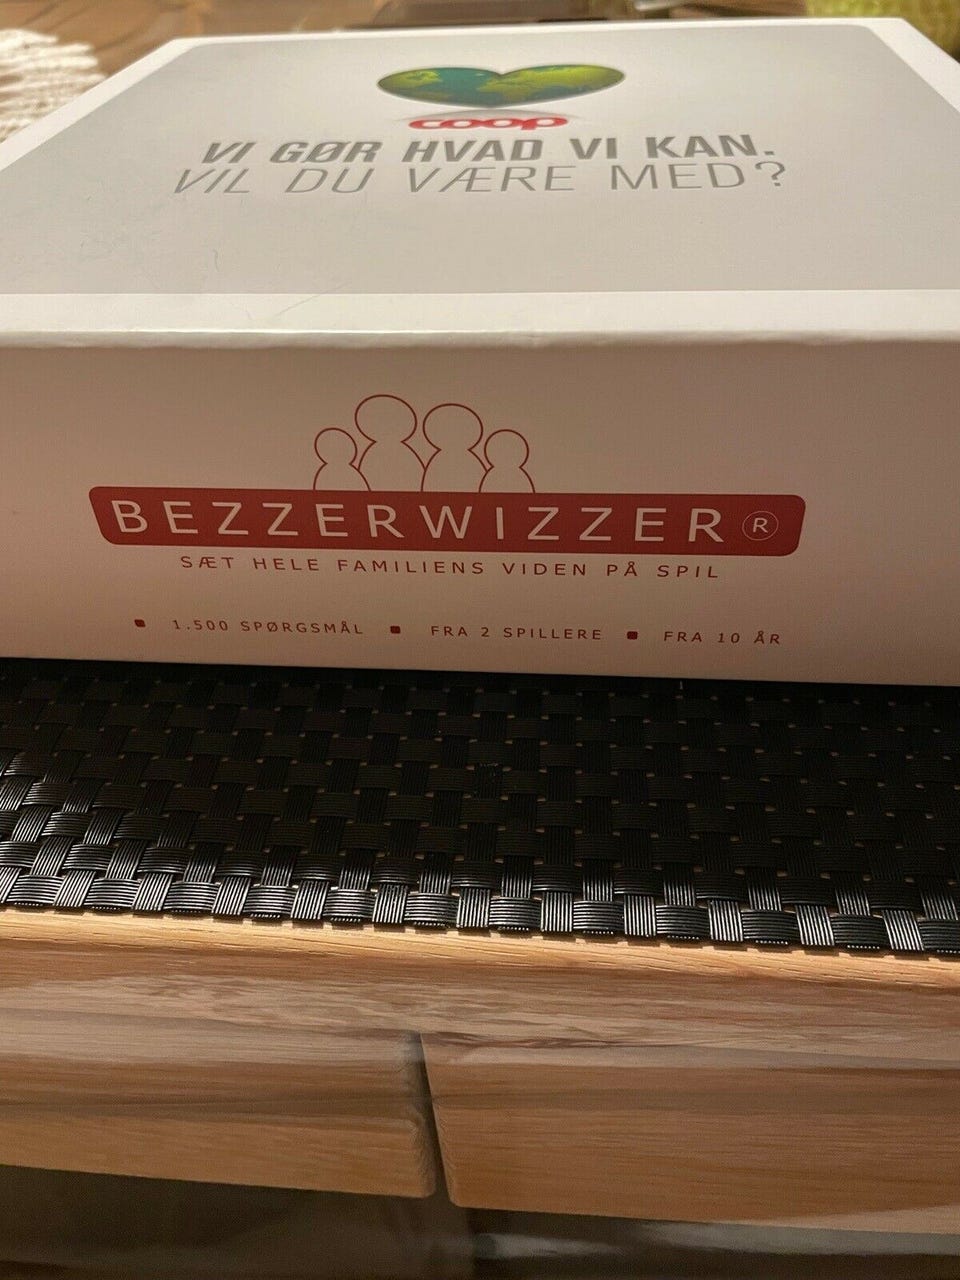 coop
VI GØR HVAD VI KAN.
VIL DU VÆRE MED?
BEZZERWIZZER ®
SÆT HELE FAMILIENS VIDEN PÅ SPIL
▪ 1.500 SPØRGSMÅL ▪ FRA 2 SPILLERE ▪ FRA 10 ÅR